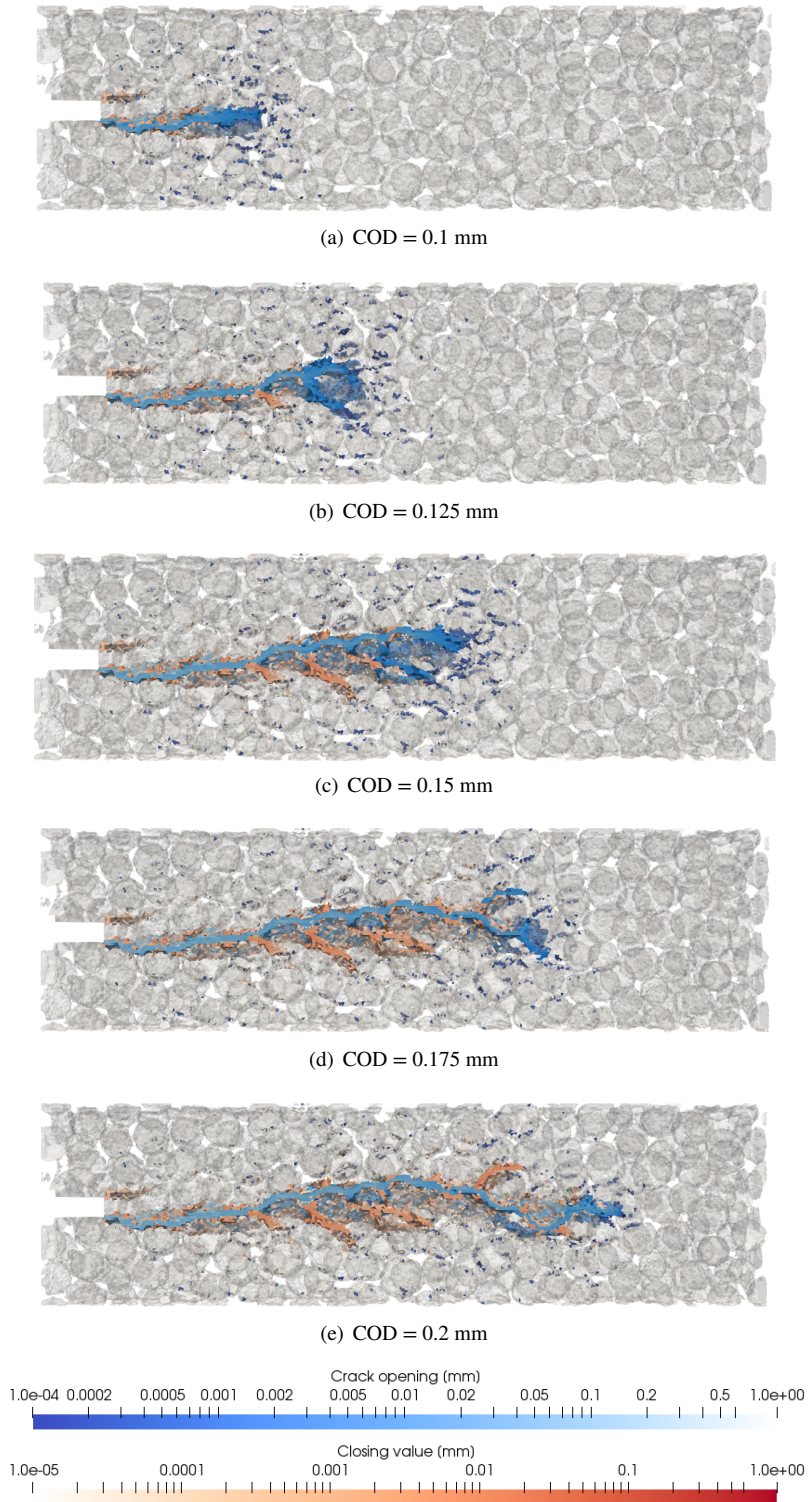 (a) COD = 0.1 mm
(b) COD = 0.125 mm
(c) COD = 0.15 mm
(d) COD = 0.175 mm
(e) COD = 0.2 mm
Crack opening (mm)
1.0e-04 0.0002 0.0005 0.001 0.002 0.005 0.01 0.02 0.05 0.1 0.2 0.5 1.0e+00
Closing value (mm)
1.0e-05 0.0001 0.001 0.01 0.1 1.0e+00